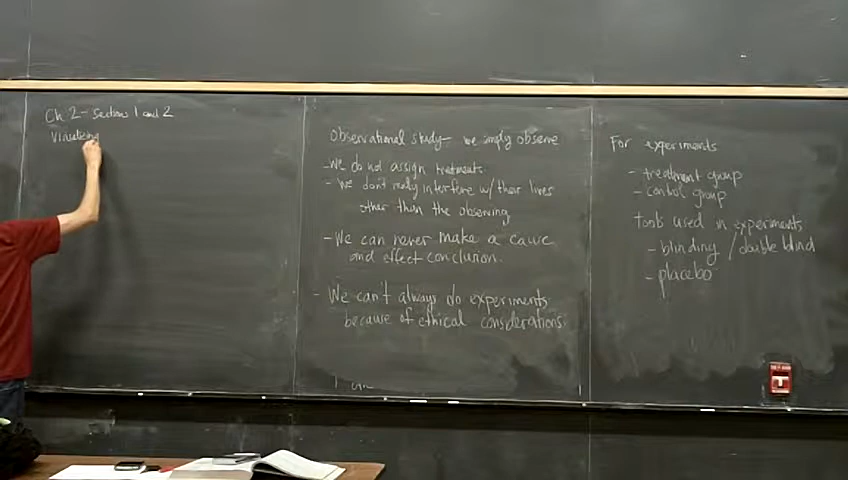 Ch 2 - Sections 1 and 2
Visualizing
Observational study - we simply observe
- We do not assign treatments.
- We don't really interfere w/ their lives
other than the observing
- We can never make a cause
and effect conclusion.
- We can't always do experiments
because of ethical considerations.
For experiments
- treatment group
- control group
tools used in experiments
- blinding / double blind
- placebo